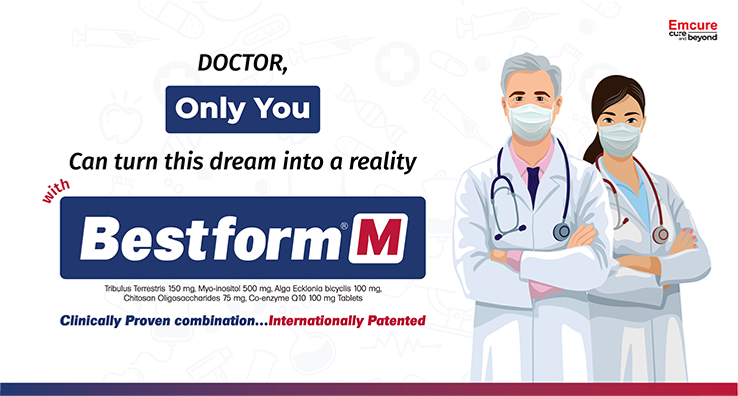 Emcure
cure
and beyond
DOCTOR,
Only You
Can turn this dream into a reality
with
Bestform® M
Tribulus Terrestris 150 mg, Myo-inositol 500 mg, Alga Ecklonia bicyclis 100 mg,
Chitosan Oligosaccharides 75 mg, Co-enzyme Q10 100 mg Tablets
Clinically Proven combination...Internationally Patented